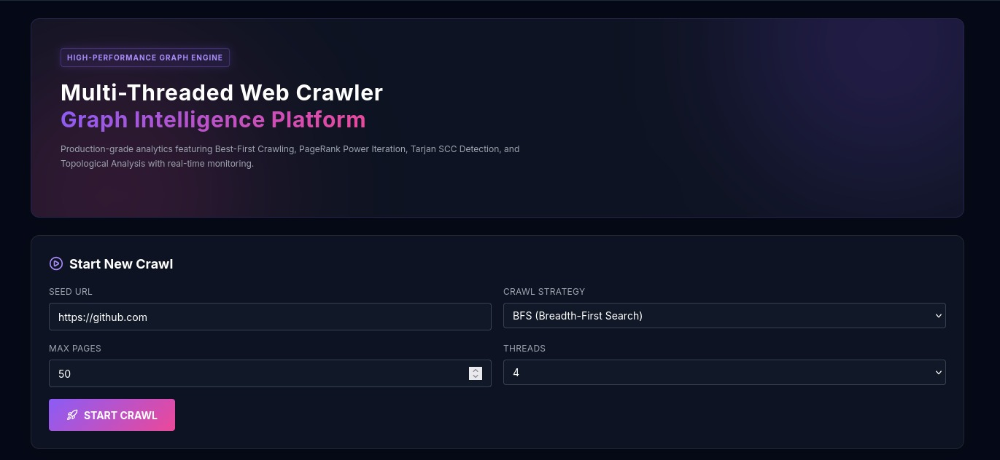 HIGH-PERFORMANCE GRAPH ENGINE
Multi-Threaded Web Crawler
Graph Intelligence Platform
Production-grade analytics featuring Best-First Crawling, PageRank Power Iteration, Tarjan SCC Detection, and
Topological Analysis with real-time monitoring.
Start New Crawl
SEED URL
https://github.com
CRAWL STRATEGY
BFS (Breadth-First Search)
MAX PAGES
50
THREADS
4
START CRAWL